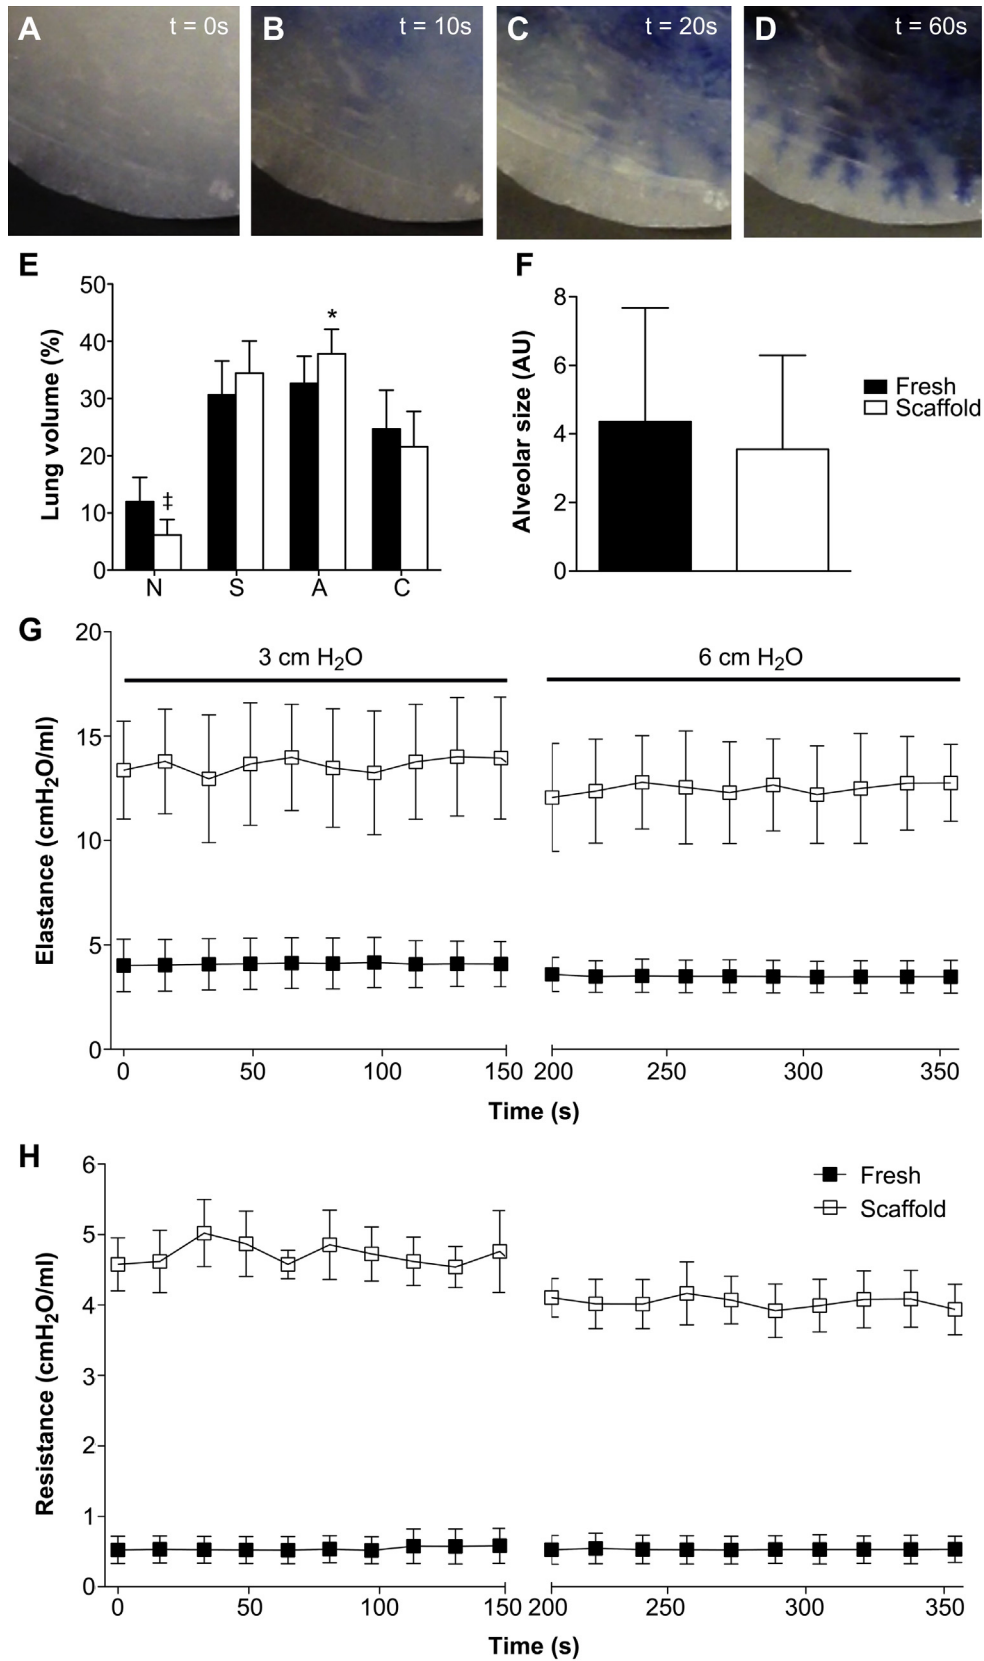 A t = 0s
B t = 10s
C t = 20s
D t = 60s
E
Lung volume (%)
50
40
30
20
10
0
‡
*
N S A C
F
Alveolar size (AU)
8
6
4
2
0
Fresh
Scaffold
G
Elastance (cmH₂O/ml)
20
15
10
5
0
3 cm H₂O
6 cm H₂O
0 50 100 150 200 250 300 350
Time (s)
H
Resistance (cmH₂O/ml)
6
5
4
3
2
1
0
Fresh
Scaffold
0 50 100 150 200 250 300 350
Time (s)